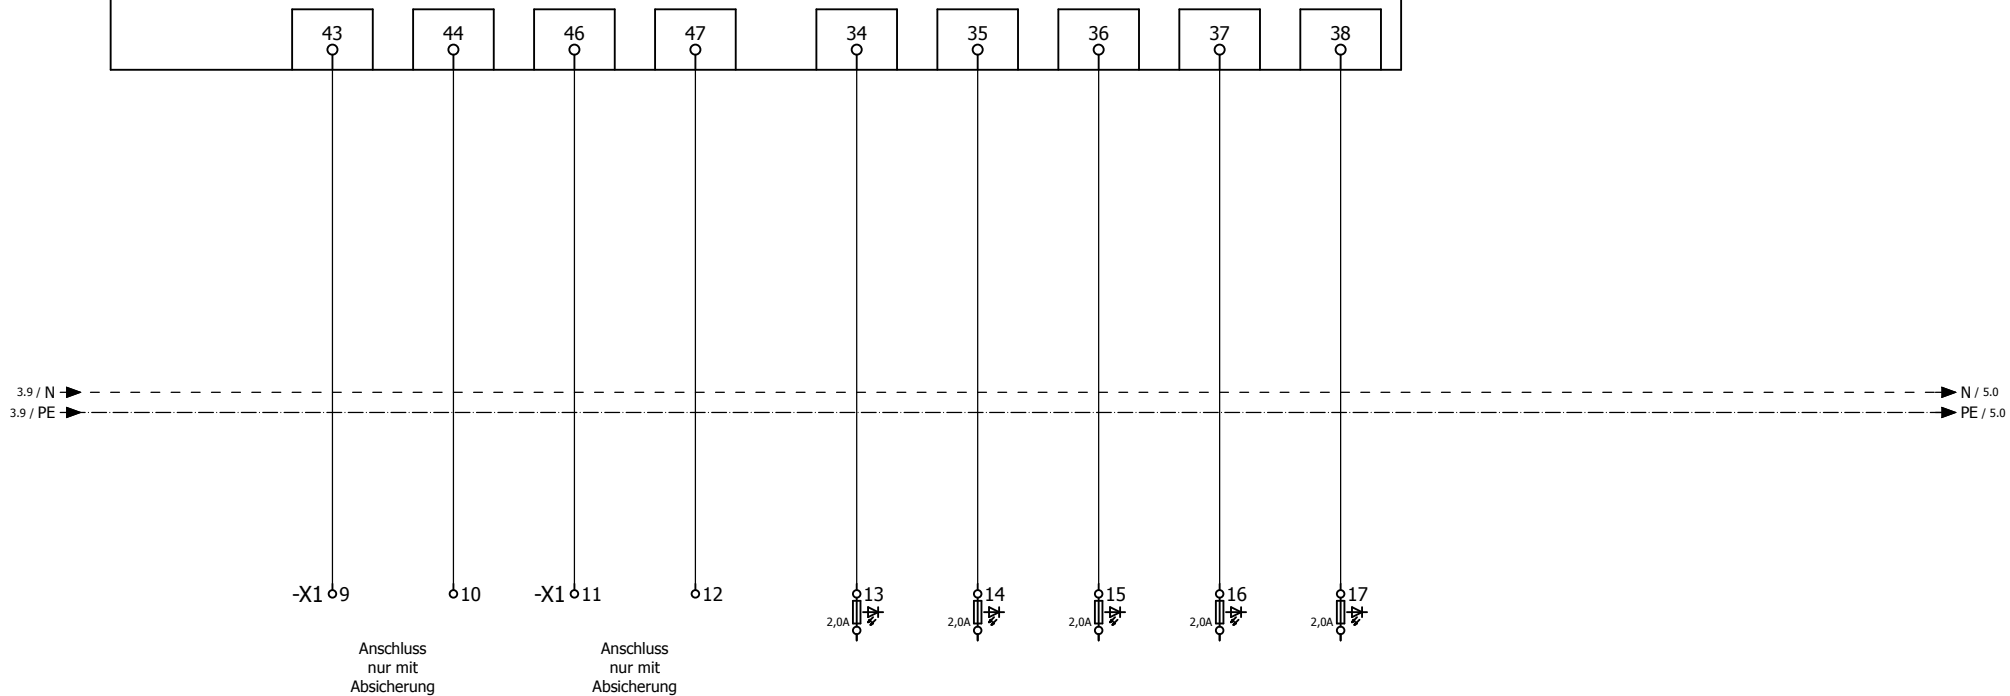 43 44 46 47 34 35 36 37 38
3.9 / N N / 5.0
3.9 / PE PE / 5.0
-X1 9 10 -X1 11 12 13 14 15 16 17
2,0A 2,0A 2,0A 2,0A 2,0A
Anschluss
nur mit
Absicherung
Anschluss
nur mit
Absicherung